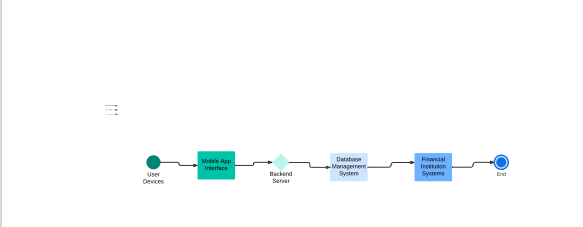 User
Devices
Mobile App
Interface
Backend
Server
Database
Management
System
Financial
Institution
Systems
End